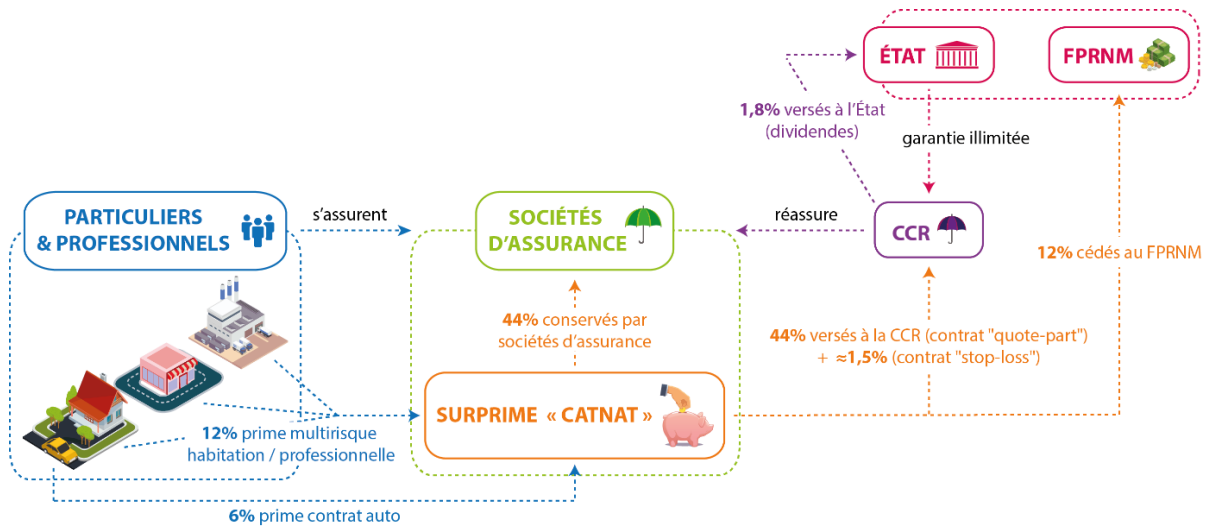 ÉTAT
FPRNM
1,8% versés à l'État
(dividendes)
garantie illimitée
PARTICULIERS
& PROFESSIONNELS
s'assurent
SOCIÉTÉS
D'ASSURANCE
réassure
CCR
12% cédés au FPRNM
44% conservés par
sociétés d'assurance
44% versés à la CCR (contrat "quote-part")
+ ≈1,5% (contrat "stop-loss")
SURPRIME « CATNAT »
12% prime multirisque
habitation / professionnelle
6% prime contrat auto